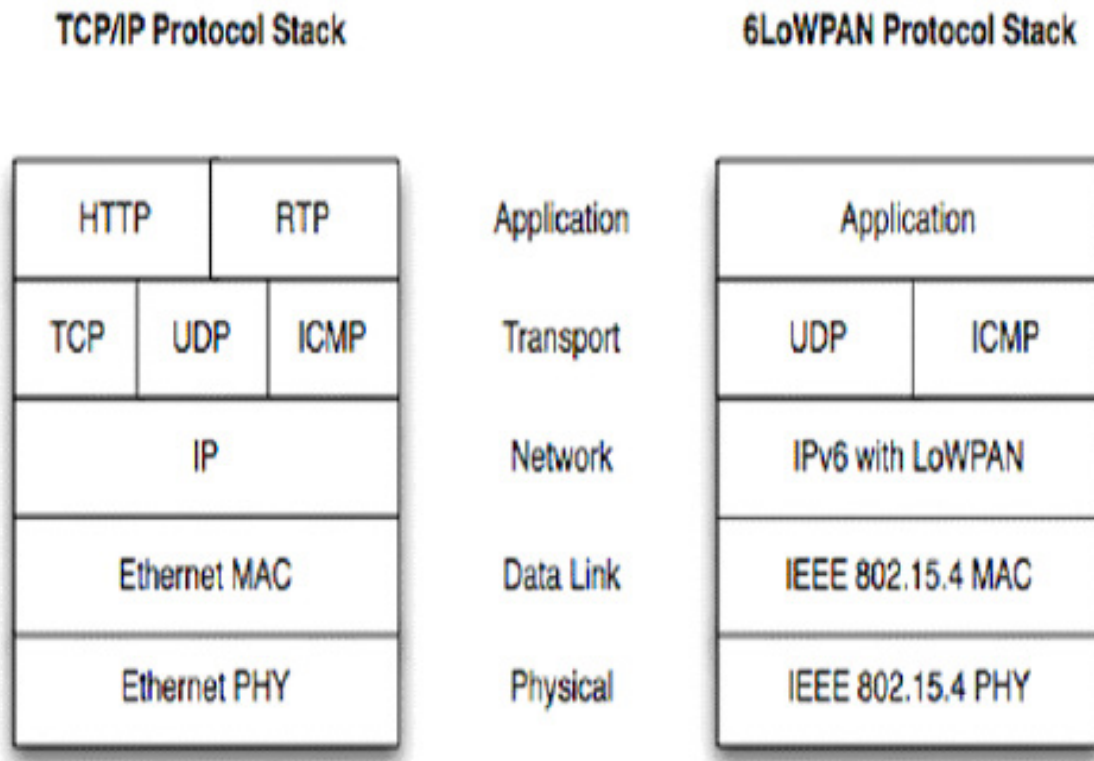 TCP/IP Protocol Stack 6LoWPAN Protocol Stack
HTTP RTP Application Application
TCP UDP ICMP Transport UDP ICMP
IP Network IPv6 with LoWPAN
Ethernet MAC Data Link IEEE 802.15.4 MAC
Ethernet PHY Physical IEEE 802.15.4 PHY